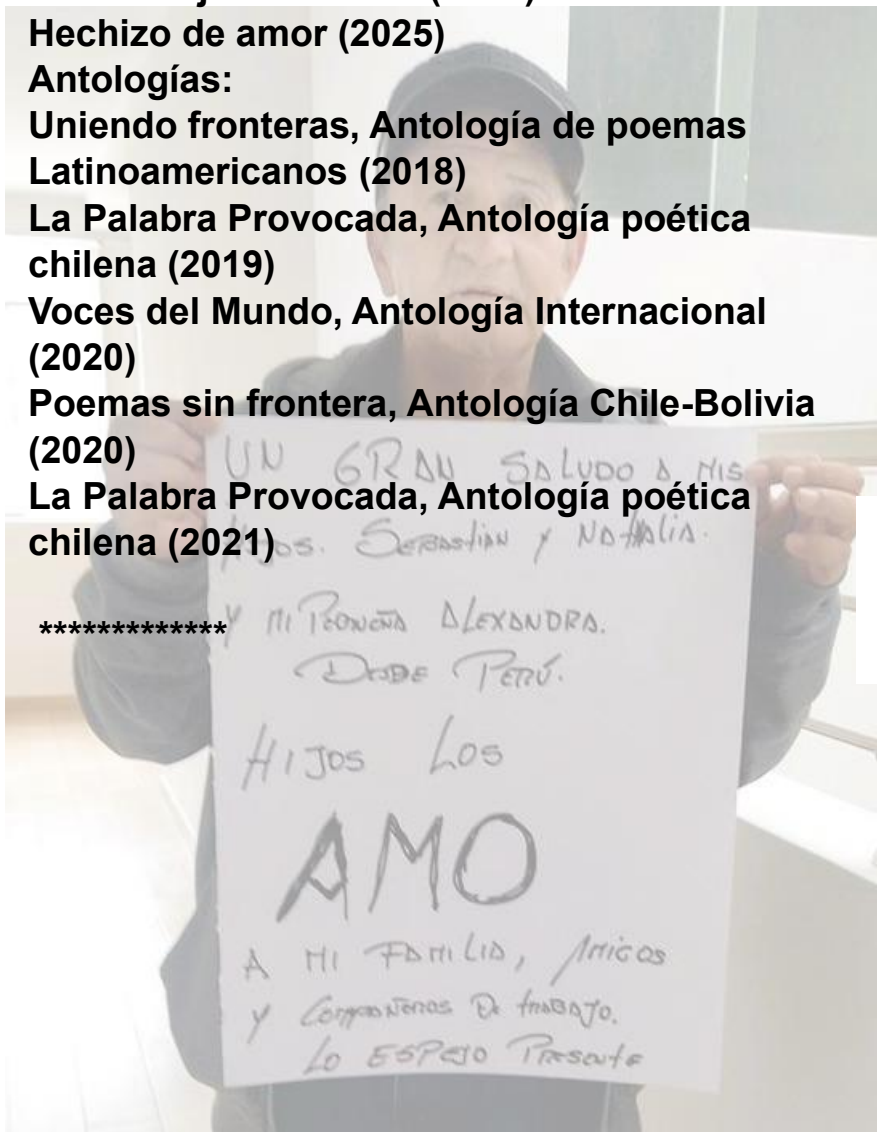 Hechizo de amor (2025)
Antologías:
Uniendo fronteras, Antología de poemas
Latinoamericanos (2018)
La Palabra Provocada, Antología poética
chilena (2019)
Voces del Mundo, Antología Internacional
(2020)
Poemas sin frontera, Antología Chile-Bolivia
(2020)
La Palabra Provocada, Antología poética
chilena (2021)
*************
UN GRAN SALUDO A MIS
HIJOS. SEBASTIAN Y NATHALIA.
Y MI PEQUEÑA ALEXANDRA.
DESDE PERÚ.
HIJOS LOS
AMO
A MI FAMILIA, AMIGOS
Y COMPAÑEROS DE TRABAJO.
LO ESPEJO PRESENTE